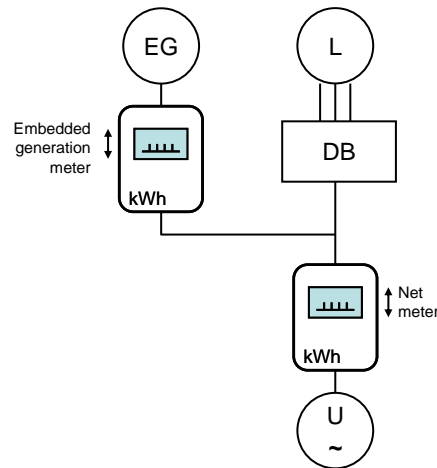 EG
L
Embedded
generation
meter
DB
kWh
Net
meter
kWh
U
~